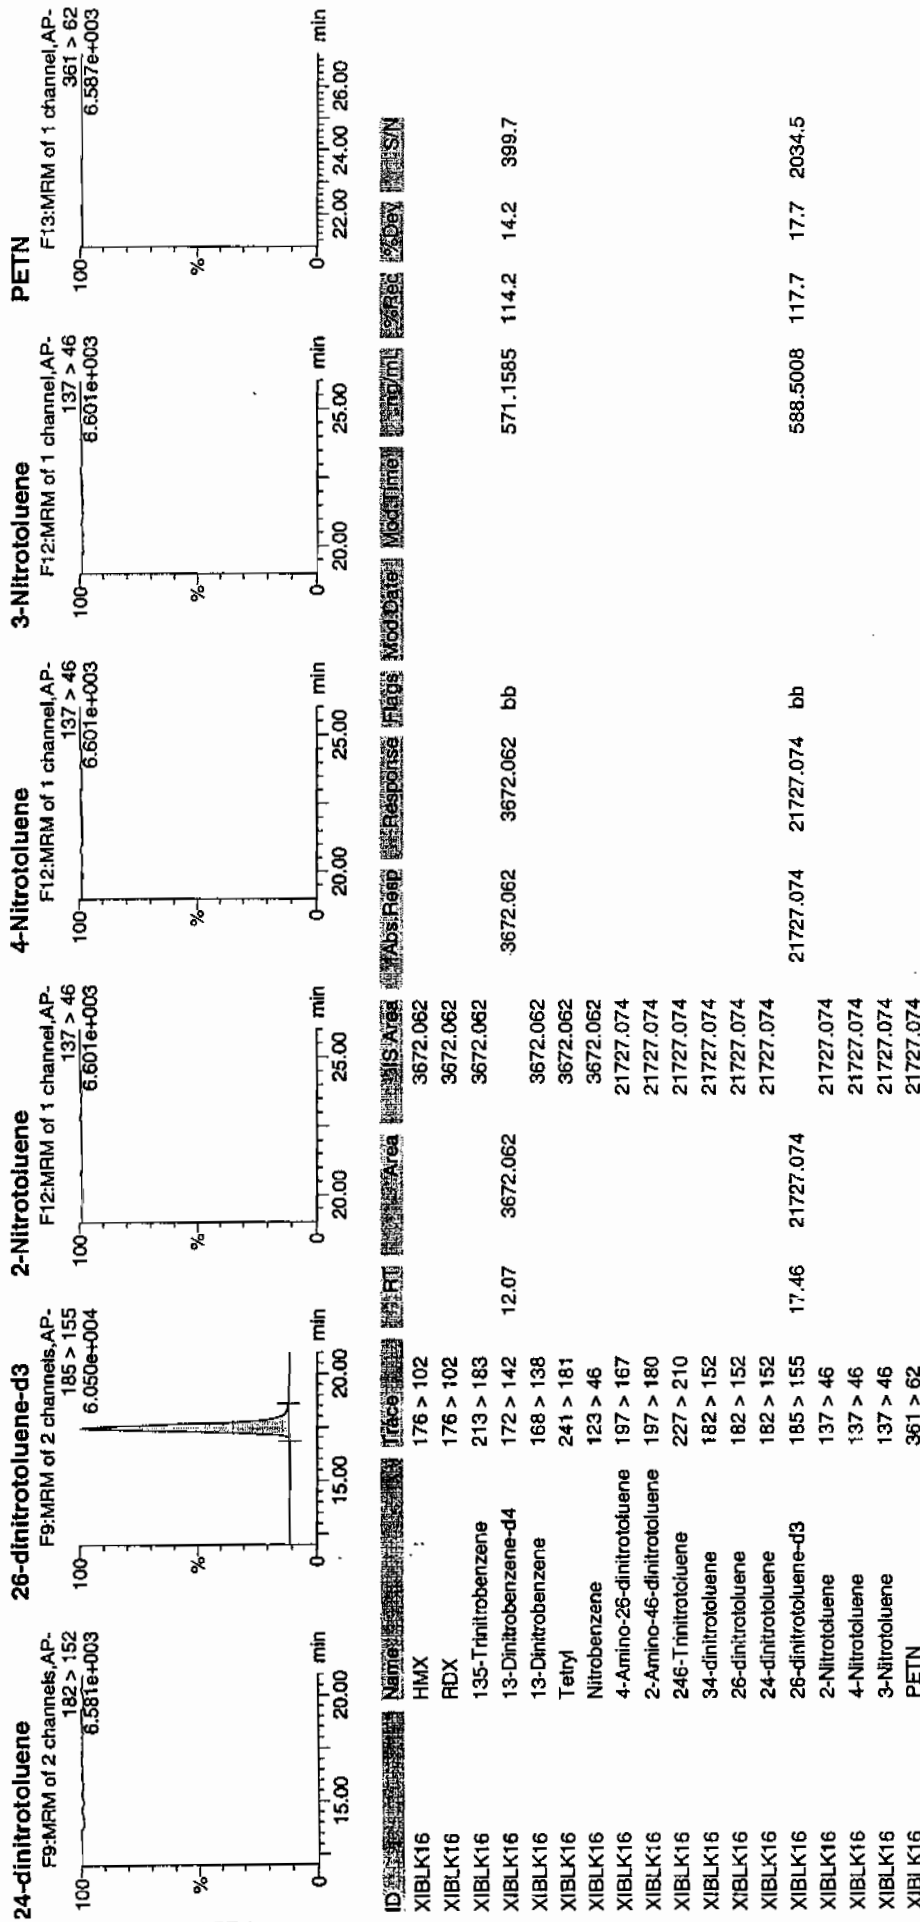 24-dinitrotoluene
F9:MRM of 2 channels,AP-
182 > 152
6.581e+003
100
%
0
15.00 20.00 min
26-dinitrotoluene-d3
F9:MRM of 2 channels,AP-
185 > 155
6.050e+004
100
%
0
15.00 20.00 min
2-Nitrotoluene
F12:MRM of 1 channel,AP-
137 > 46
6.601e+003
100
%
0
20.00 25.00 min
4-Nitrotoluene
F12:MRM of 1 channel,AP-
137 > 46
6.601e+003
100
%
0
20.00 25.00 min
3-Nitrotoluene
F12:MRM of 1 channel,AP-
137 > 46
6.601e+003
100
%
0
20.00 25.00 min
PETN
F13:MRM of 1 channel,AP-
361 > 62
6.587e+003
100
%
0
22.00 24.00 26.00 min
ID Name Trace RT Area IS Area Abs.Resp Response Flags Mod.Date Mod.Time ng/mL %Rec %Dev S/N
XIBLK16 HMX 176 > 102 3672.062
XIBLK16 RDX 176 > 102 3672.062
XIBLK16 135-Trinitrobenzene 213 > 183 3672.062
XIBLK16 13-Dinitrobenzene-d4 172 > 142 12.07 3672.062 3672.062 3672.062 bb 571.1585 114.2 14.2 399.7
XIBLK16 13-Dinitrobenzene 168 > 138 3672.062
XIBLK16 Tetryl 241 > 181 3672.062
XIBLK16 Nitrobenzene 123 > 46 3672.062
XIBLK16 4-Amino-26-dinitrotoluene 197 > 167 21727.074
XIBLK16 2-Amino-46-dinitrotoluene 197 > 180 21727.074
XIBLK16 246-Trinitrotoluene 227 > 210 21727.074
XIBLK16 34-dinitrotoluene 182 > 152 21727.074
XIBLK16 26-dinitrotoluene 182 > 152 21727.074
XIBLK16 24-dinitrotoluene 182 > 152 21727.074
XIBLK16 26-dinitrotoluene-d3 185 > 155 17.46 21727.074 21727.074 21727.074 bb 588.5008 117.7 17.7 2034.5
XIBLK16 2-Nitrotoluene 137 > 46 21727.074
XIBLK16 4-Nitrotoluene 137 > 46 21727.074
XIBLK16 3-Nitrotoluene 137 > 46 21727.074
XIBLK16 PETN 361 > 62 21727.074